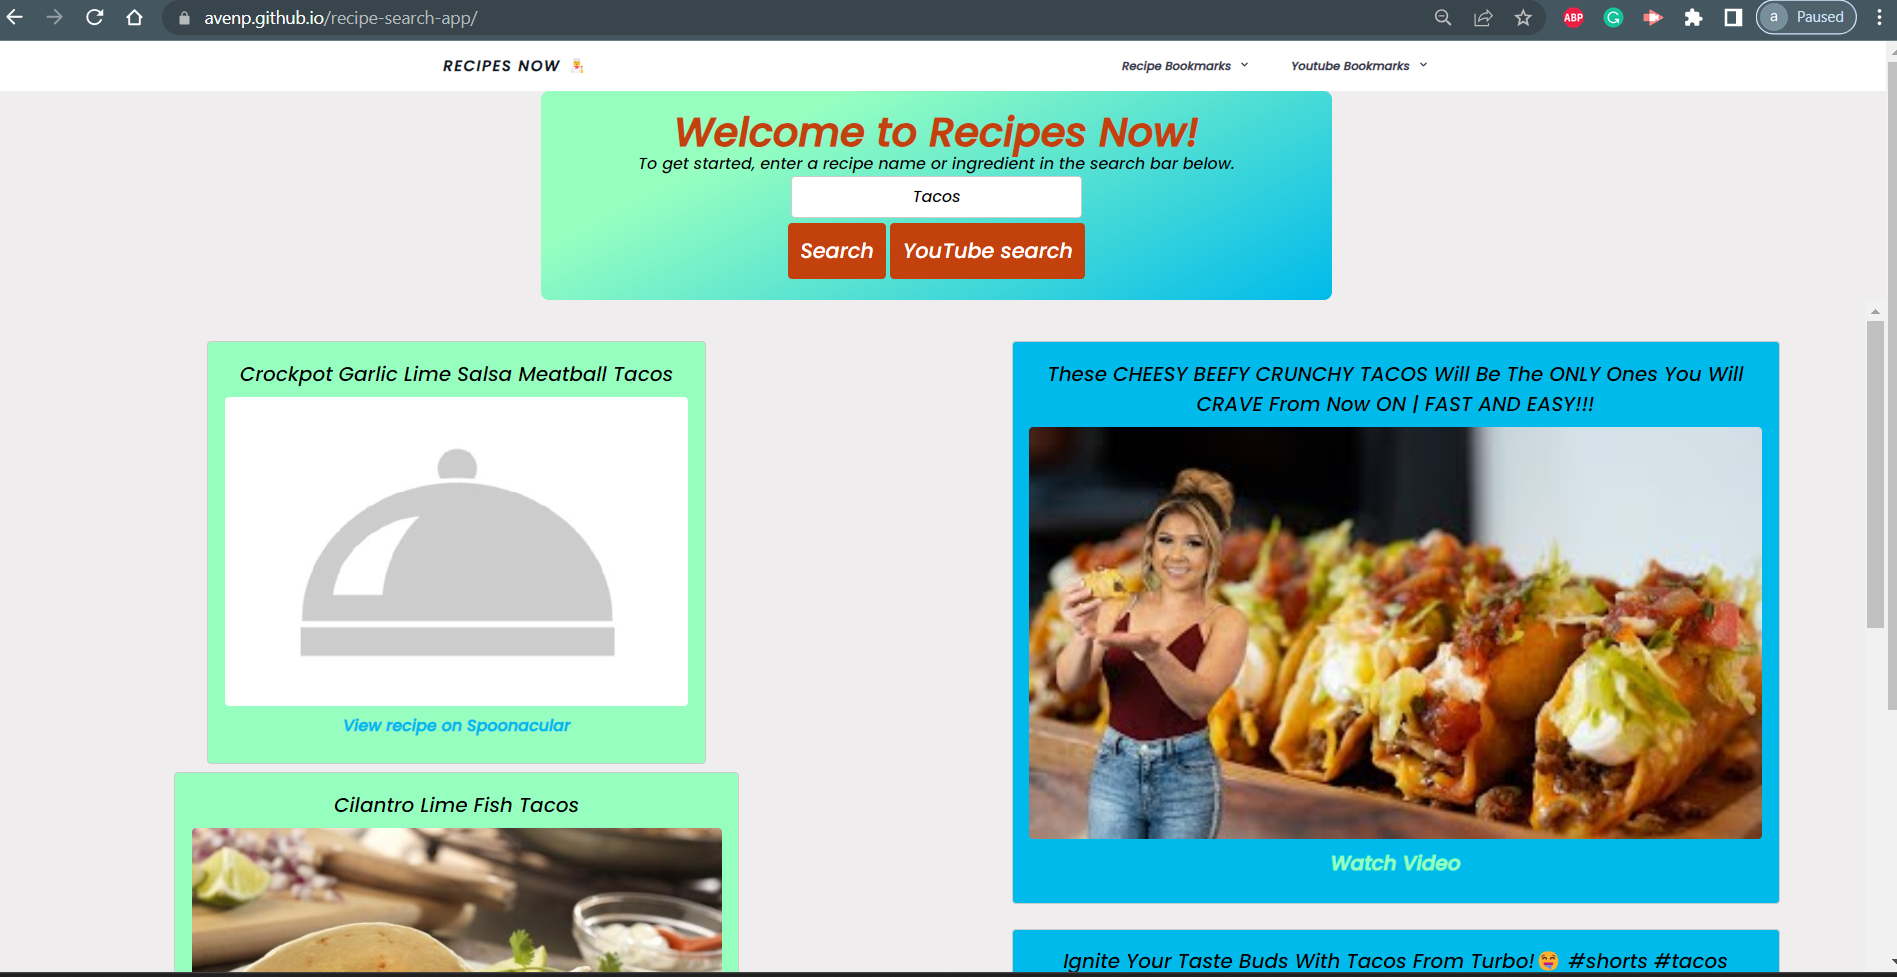 avenp.github.io/recipe-search-app/
ABP
a Paused
RECIPES NOW
Recipe Bookmarks
Youtube Bookmarks
Welcome to Recipes Now!
To get started, enter a recipe name or ingredient in the search bar below.
Tacos
Search
YouTube search
Crockpot Garlic Lime Salsa Meatball Tacos
View recipe on Spoonacular
Cilantro Lime Fish Tacos
These CHEESY BEEFY CRUNCHY TACOS Will Be The ONLY Ones You Will
CRAVE From Now ON | FAST AND EASY!!!
Watch Video
Ignite Your Taste Buds With Tacos From Turbo!😝 #shorts #tacos